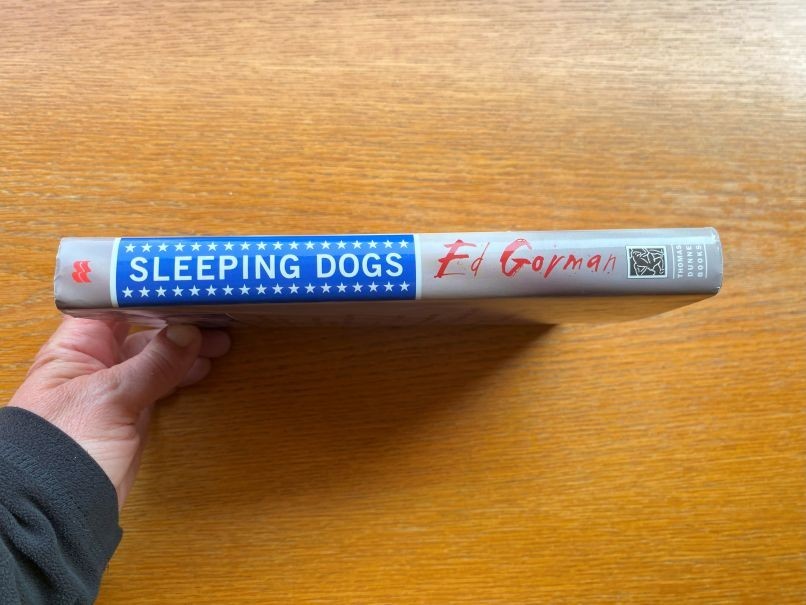 SLEEPING DOGS
Ed Gorman
THOMAS
DUNNE
BOOKS